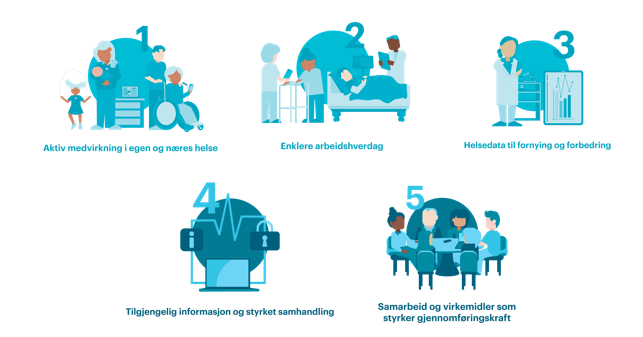 1
Aktiv medvirkning i egen og næres helse
2
Enklere arbeidshverdag
3
Helsedata til fornying og forbedring
4
i
Tilgjengelig informasjon og styrket samhandling
5
Samarbeid og virkemidler som
styrker gjennomføringskraft